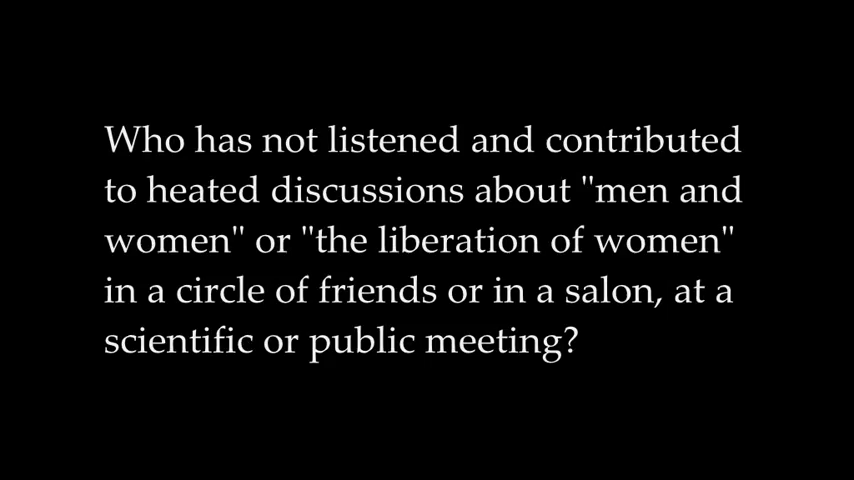 Who has not listened and contributed
to heated discussions about "men and
women" or "the liberation of women"
in a circle of friends or in a salon, at a
scientific or public meeting?